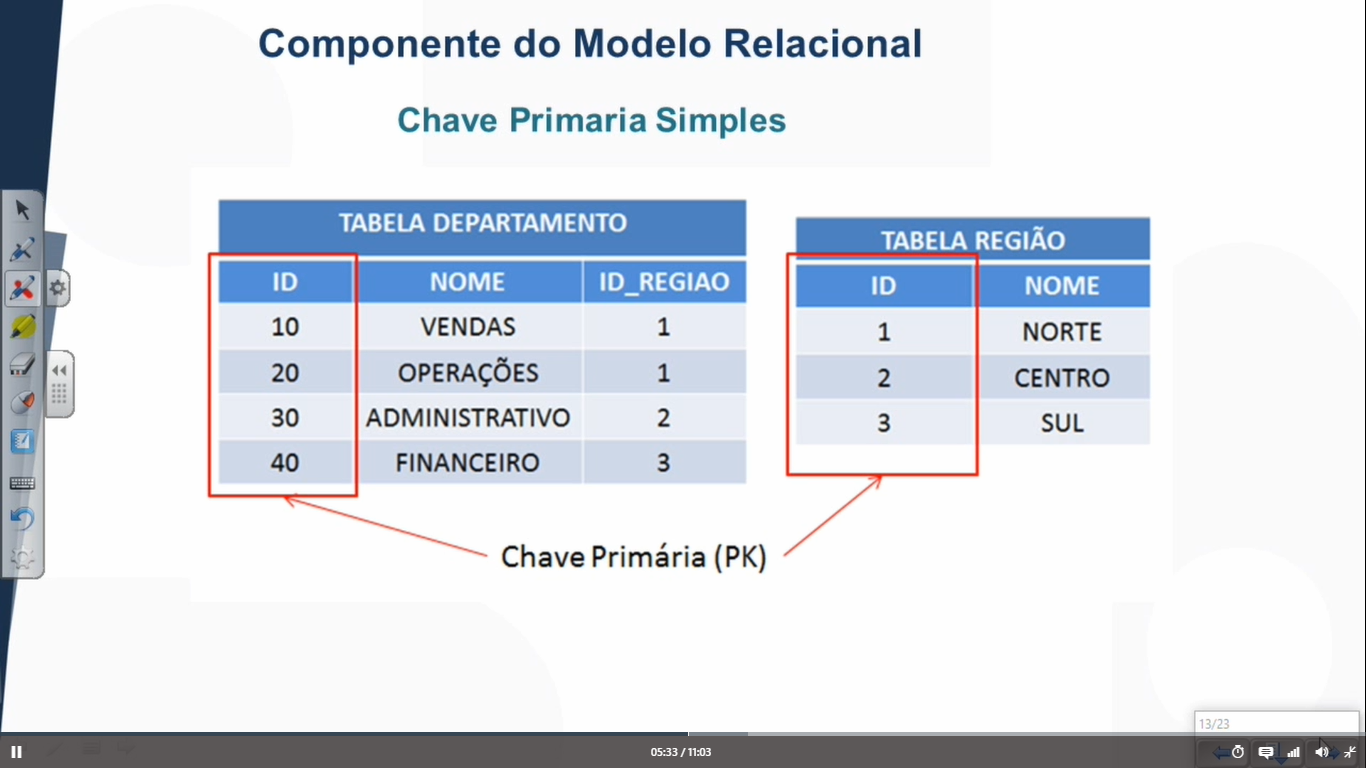 Componente do Modelo Relacional
Chave Primaria Simples
TABELA DEPARTAMENTO
ID NOME ID_REGIAO
10 VENDAS 1
20 OPERAÇÕES 1
30 ADMINISTRATIVO 2
40 FINANCEIRO 3
TABELA REGIÃO
ID NOME
1 NORTE
2 CENTRO
3 SUL
Chave Primária (PK)
13/23
05:33 / 11:03